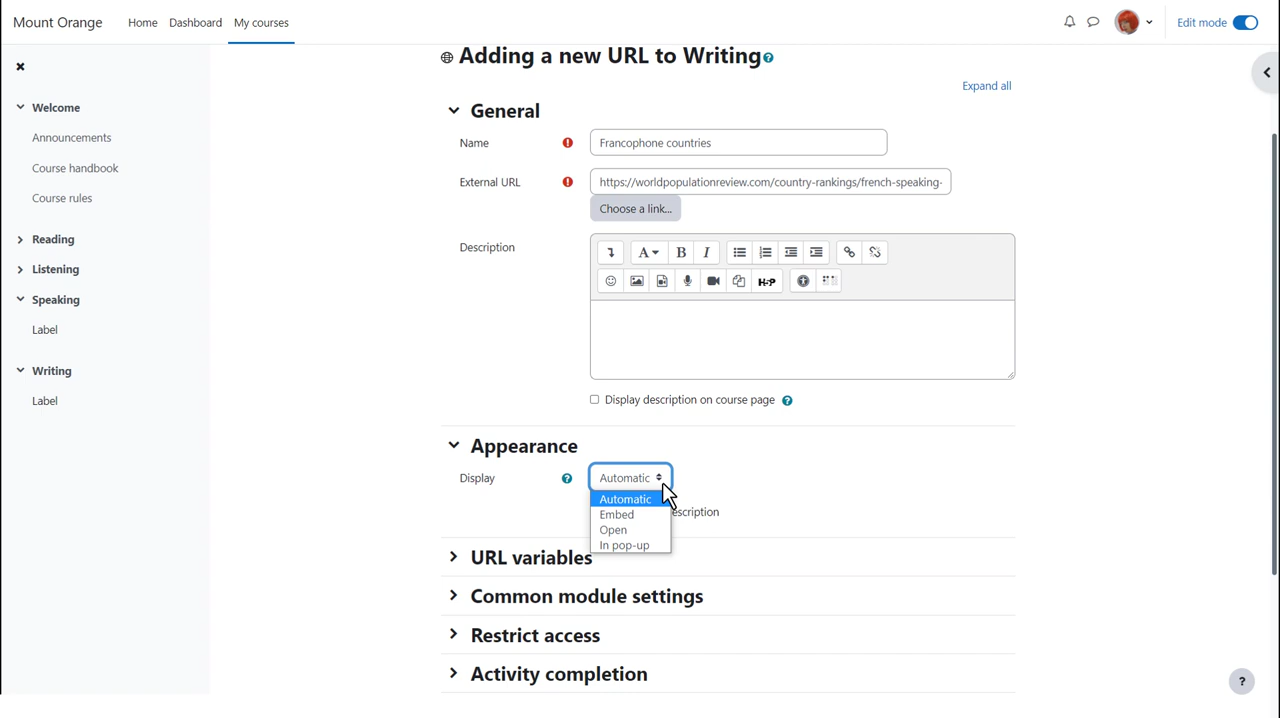 Mount Orange Home Dashboard My courses Edit mode
Adding a new URL to Writing
Expand all
Welcome
Announcements
Course handbook
Course rules
Reading
Listening
Speaking
Label
Writing
Label
General
Name Francophone countries
External URL https://worldpopulationreview.com/country-rankings/french-speaking-
Choose a link...
Description
A B I
H-P
Display description on course page
Appearance
Display Automatic
Automatic
Embed
escription
Open
In pop-up
URL variables
Common module settings
Restrict access
Activity completion
?